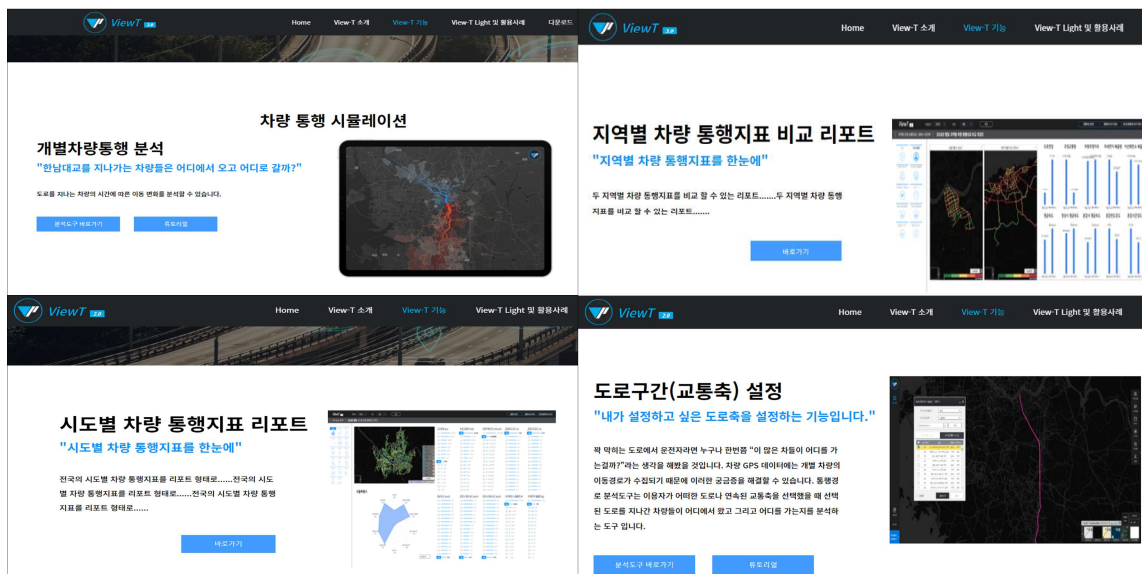 ViewT 2.0
Home View-T 소개 View-T 기능 View-T Light 및 활용사례 다운로드
차량 통행 시뮬레이션
개별차량통행 분석
"한남대교를 지나가는 차량들은 어디에서 오고 어디로 갈까?"
도로를 지나는 차량의 시간에 따른 이동 변화를 분석할 수 있습니다.
분석도구 바로가기 튜토리얼
ViewT 2.0
Home View-T 소개 View-T 기능 View-T Light 및 활용사례
지역별 차량 통행지표 비교 리포트
"지역별 차량 통행지표를 한눈에"
두 지역별 차량 통행지표를 비교 할 수 있는 리포트.......두 지역별 차량 통행
지표를 비교 할 수 있는 리포트.......
바로가기
ViewT 2.0
Home View-T 소개 View-T 기능 View-T Light 및 활용사례
시도별 차량 통행지표 리포트
"시도별 차량 통행지표를 한눈에"
전국의 시도별 차량 통행지표를 리포트 형태로......전국의 시도
별 차량 통행지표를 리포트 형태로......전국의 시도별 차량 통행
지표를 리포트 형태로......
바로가기
ViewT 2.0
Home View-T 소개 View-T 기능 View-T Light 및 활용사례
도로구간(교통축) 설정
"내가 설정하고 싶은 도로축을 설정하는 기능입니다."
꽉 막히는 도로에서 운전자라면 누구나 한번쯤 "이 많은 차들이 어디를 가
는걸까?"라는 생각을 해봤을 것입니다. 차량 GPS 데이터에는 개별 차량의
이동경로가 수집되기 때문에 이러한 궁금증을 해결할 수 있습니다. 통행경
로 분석도구는 이용자가 어떠한 도로나 연속된 교통축을 선택했을 때 선택
된 도로를 지나간 차량들이 어디에서 왔고 그리고 어디를 가는지를 분석하
는 도구 입니다.
분석도구 바로가기 튜토리얼